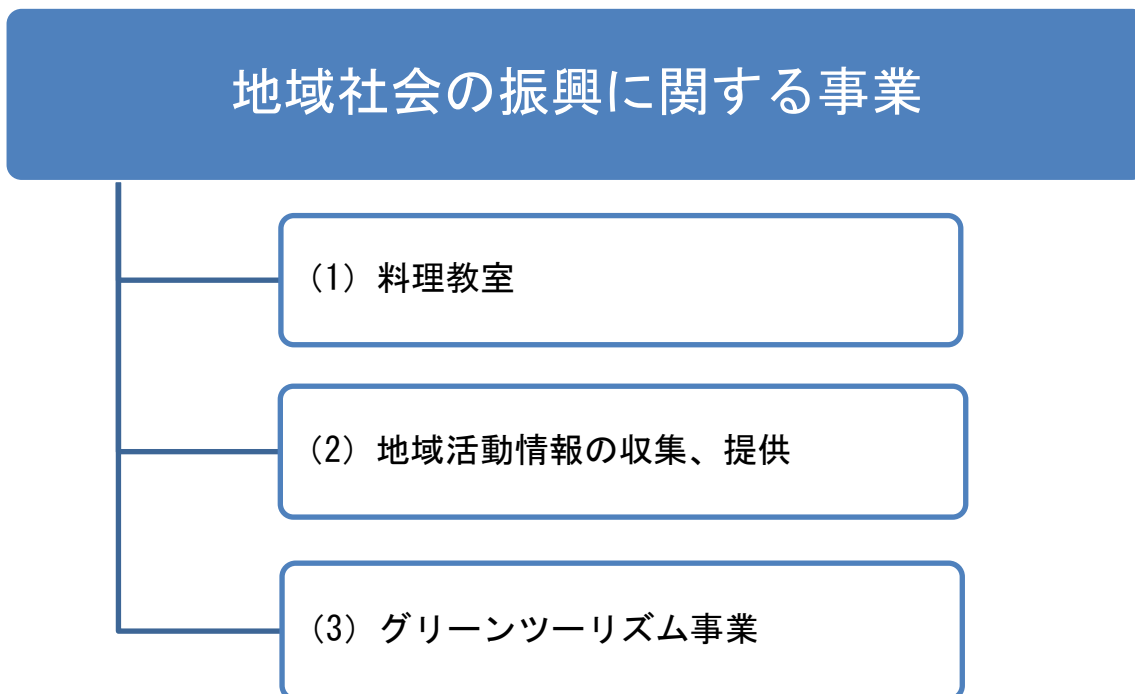 地域社会の振興に関する事業
(1) 料理教室
(2) 地域活動情報の収集、提供
(3) グリーンツーリズム事業